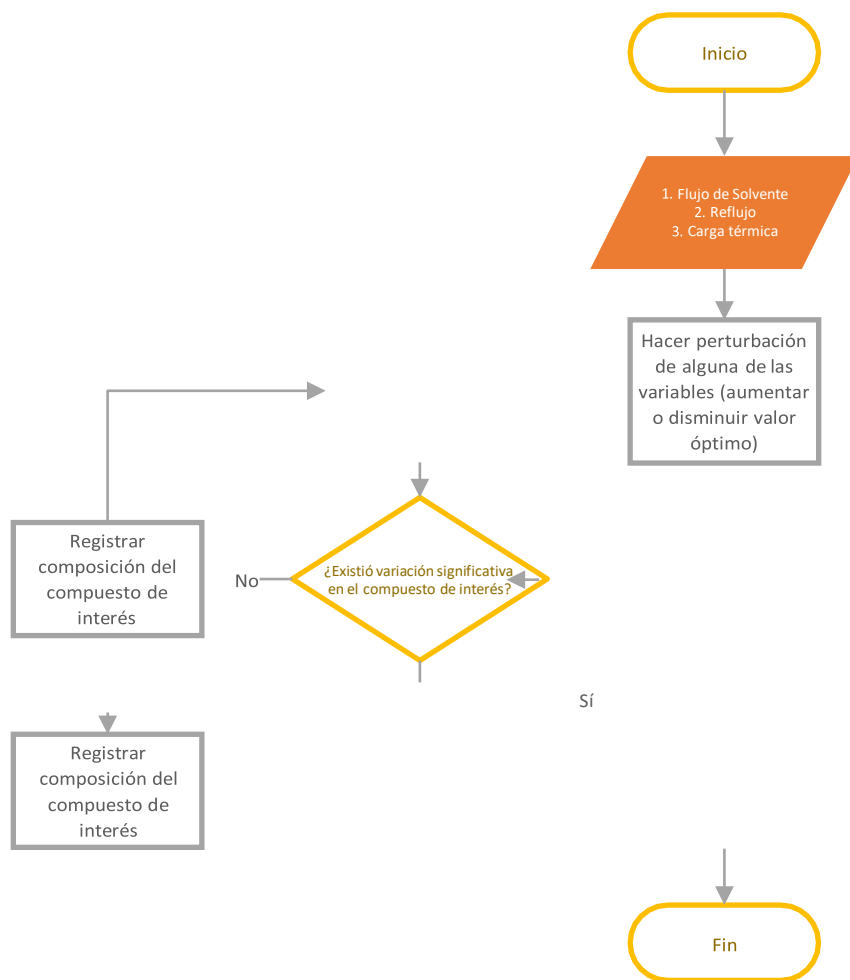 Inicio
1. Flujo de Solvente
2. Reflujo
3. Carga térmica
Hacer perturbación
de alguna de las
variables (aumentar
o disminuir valor
óptimo)
Registrar
composición del
compuesto de
interés
No
¿Existió variación significativa
en el compuesto de interés?
Sí
Registrar
composición del
compuesto de
interés
Fin